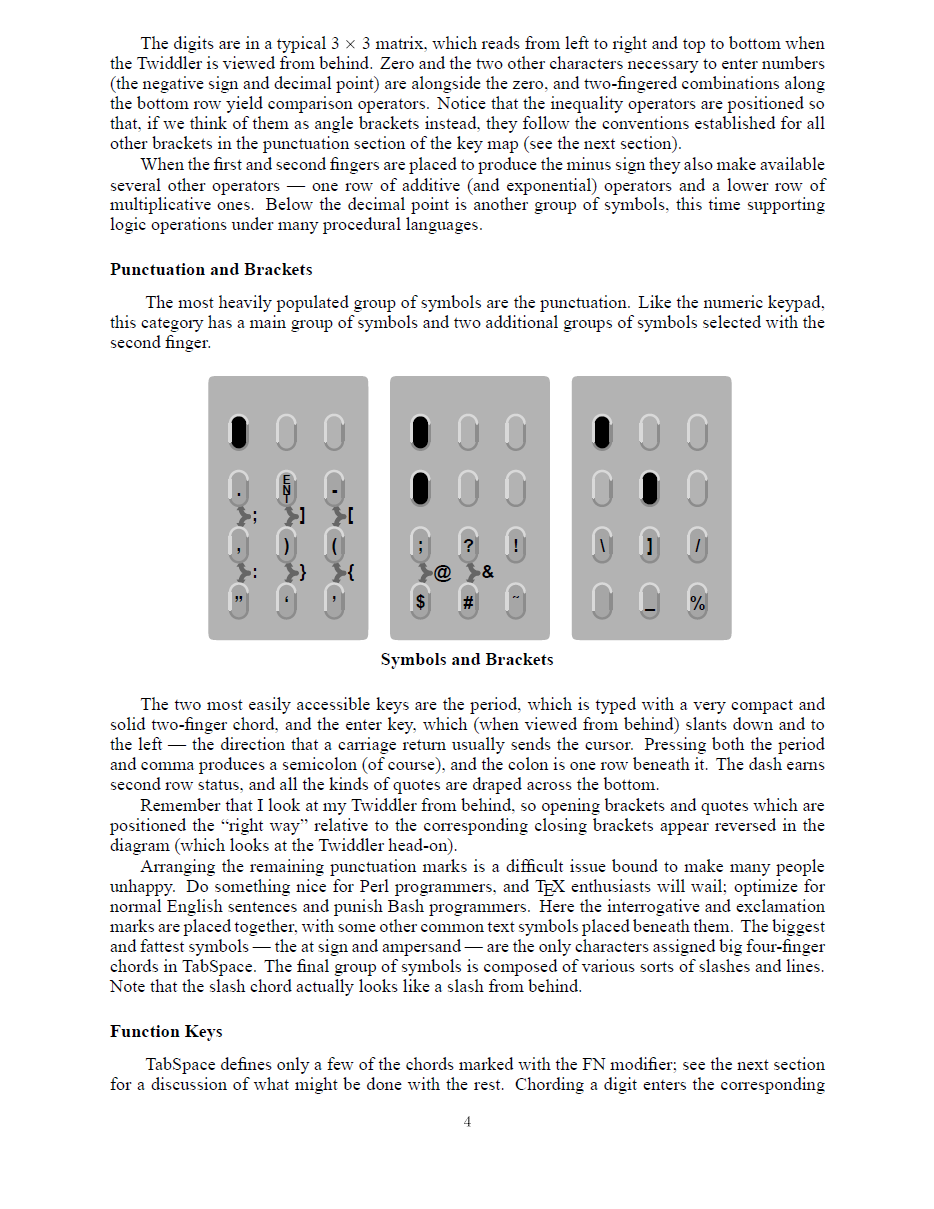 The digits are in a typical 3 × 3 matrix, which reads from left to right and top to bottom when
the Twiddler is viewed from behind. Zero and the two other characters necessary to enter numbers
(the negative sign and decimal point) are alongside the zero, and two-fingered combinations along
the bottom row yield comparison operators. Notice that the inequality operators are positioned so
that, if we think of them as angle brackets instead, they follow the conventions established for all
other brackets in the punctuation section of the key map (see the next section).
When the first and second fingers are placed to produce the minus sign they also make available
several other operators — one row of additive (and exponential) operators and a lower row of
multiplicative ones. Below the decimal point is another group of symbols, this time supporting
logic operations under many procedural languages.
Punctuation and Brackets
The most heavily populated group of symbols are the punctuation. Like the numeric keypad,
this category has a main group of symbols and two additional groups of symbols selected with the
second finger.
. ENT -
; ] [
, ) (
: } {
” ‘ ’
; ? !
@ &
$ # ~
\ ] /
_ %
Symbols and Brackets
The two most easily accessible keys are the period, which is typed with a very compact and
solid two-finger chord, and the enter key, which (when viewed from behind) slants down and to
the left — the direction that a carriage return usually sends the cursor. Pressing both the period
and comma produces a semicolon (of course), and the colon is one row beneath it. The dash earns
second row status, and all the kinds of quotes are draped across the bottom.
Remember that I look at my Twiddler from behind, so opening brackets and quotes which are
positioned the “right way” relative to the corresponding closing brackets appear reversed in the
diagram (which looks at the Twiddler head-on).
Arranging the remaining punctuation marks is a difficult issue bound to make many people
unhappy. Do something nice for Perl programmers, and TEX enthusiasts will wail; optimize for
normal English sentences and punish Bash programmers. Here the interrogative and exclamation
marks are placed together, with some other common text symbols placed beneath them. The biggest
and fattest symbols — the at sign and ampersand — are the only characters assigned big four-finger
chords in TabSpace. The final group of symbols is composed of various sorts of slashes and lines.
Note that the slash chord actually looks like a slash from behind.
Function Keys
TabSpace defines only a few of the chords marked with the FN modifier; see the next section
for a discussion of what might be done with the rest. Chording a digit enters the corresponding
4